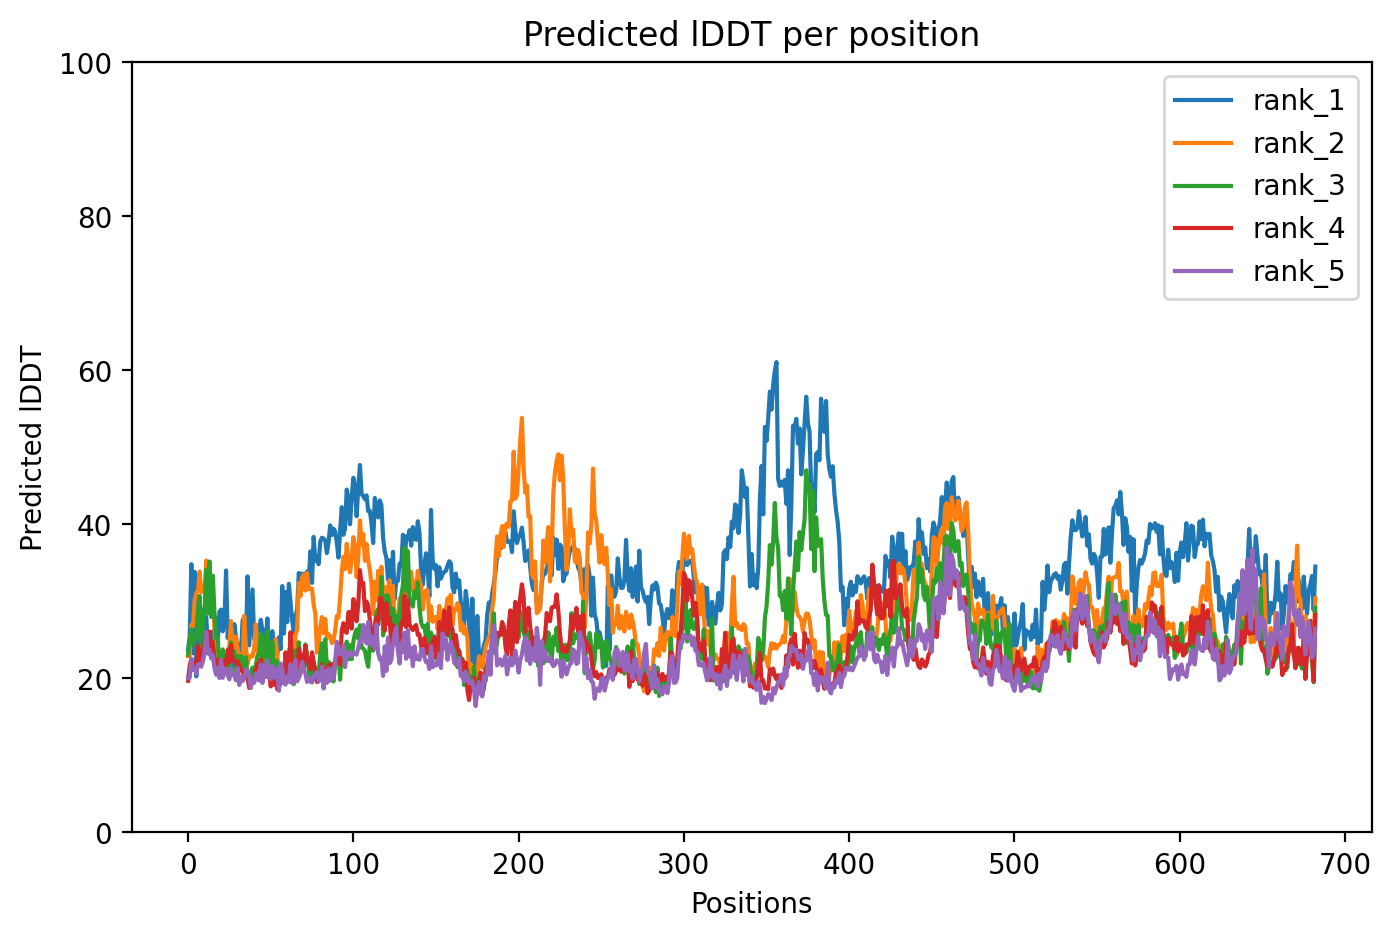 Predicted lDDT per position
100
80
60
40
20
0
Predicted lDDT
rank_1
rank_2
rank_3
rank_4
rank_5
0 100 200 300 400 500 600 700
Positions